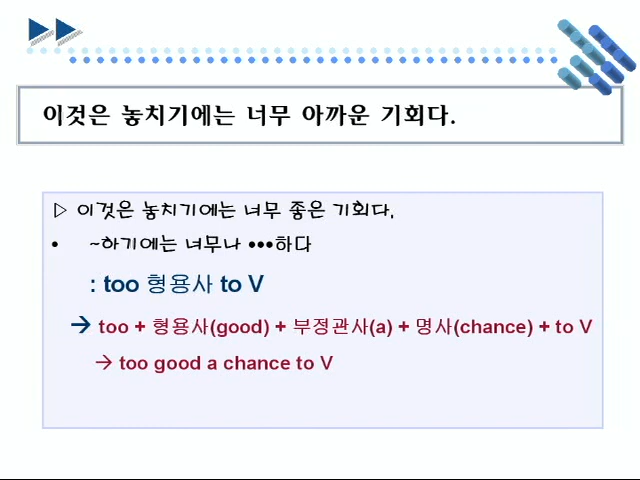 이것은 놓치기에는 너무 아까운 기회다.
▷ 이것은 놓치기에는 너무 좋은 기회다.
• ~하기에는 너무나 •••하다
: too 형용사 to V
→ too + 형용사(good) + 부정관사(a) + 명사(chance) + to V
→ too good a chance to V